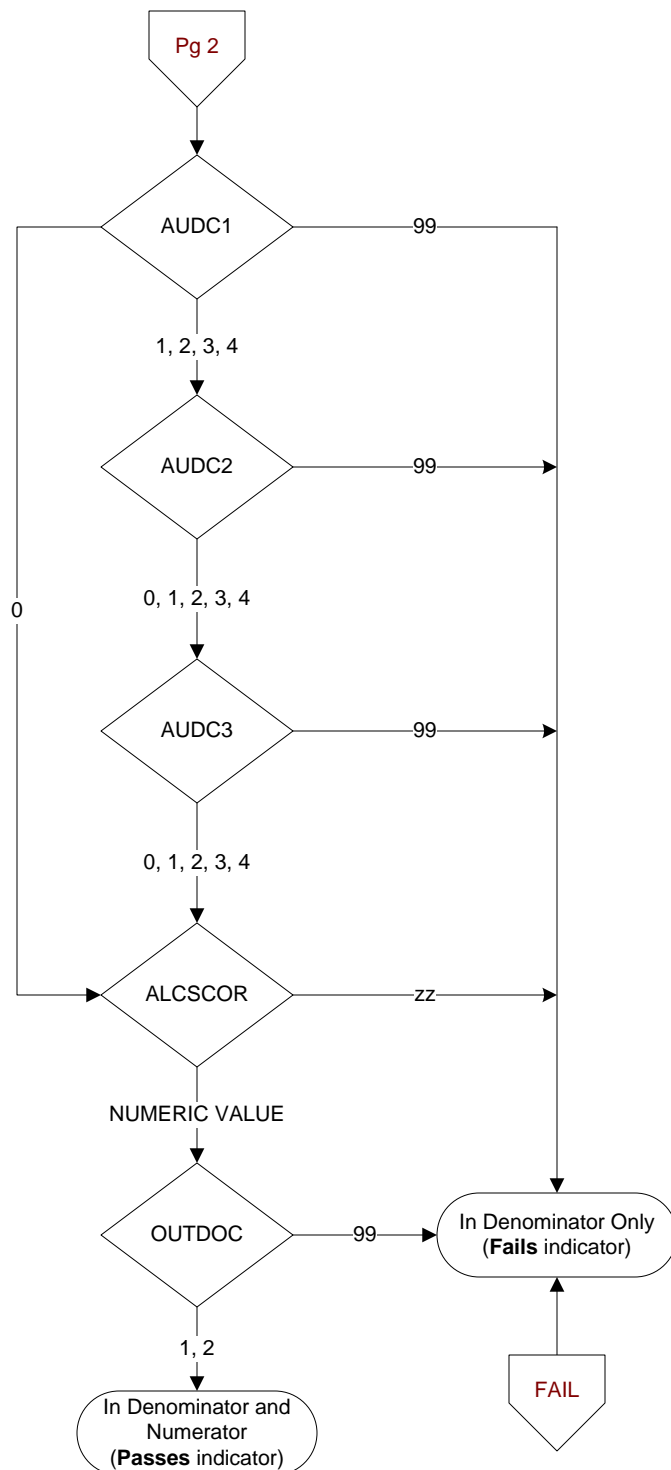 Pg 2
AUDC1
99
1, 2, 3, 4
AUDC2
99
0
0, 1, 2, 3, 4
AUDC3
99
0, 1, 2, 3, 4
ALCSCOR
zz
NUMERIC VALUE
OUTDOC
99
In Denominator Only
(Fails indicator)
1, 2
In Denominator and
Numerator
(Passes indicator)
FAIL